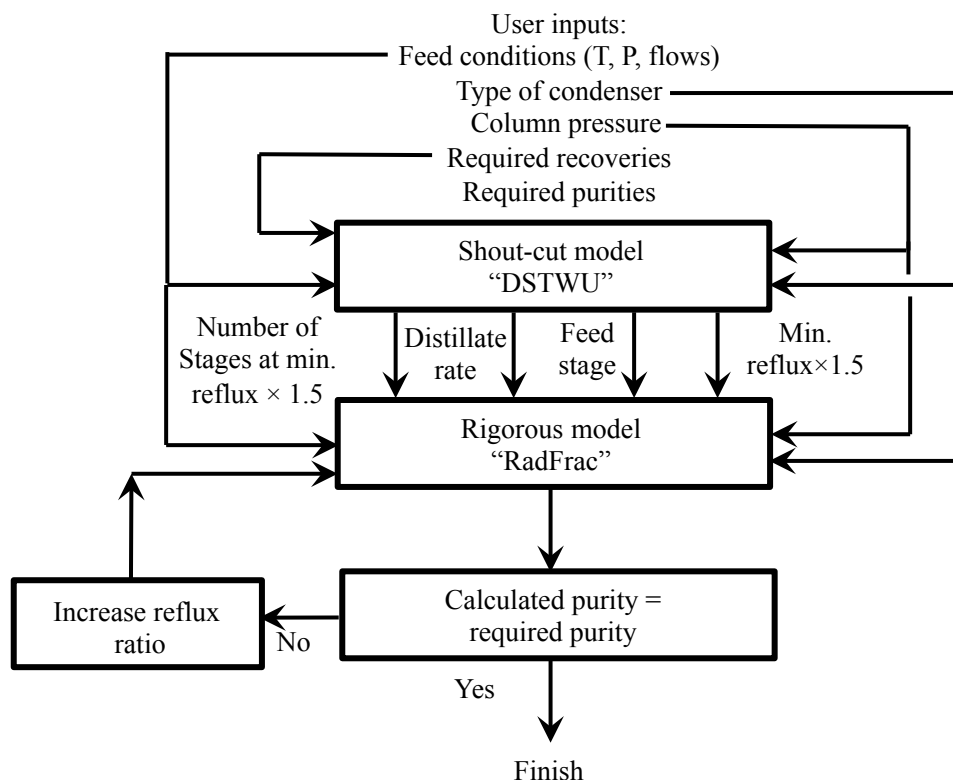 User inputs:
Feed conditions (T, P, flows)
Type of condenser
Column pressure
Required recoveries
Required purities
Shout-cut model
“DSTWU”
Number of
Stages at min.
reflux × 1.5
Distillate
rate
Feed
stage
Min.
reflux×1.5
Rigorous model
“RadFrac”
Increase reflux
ratio
No
Calculated purity =
required purity
Yes
Finish